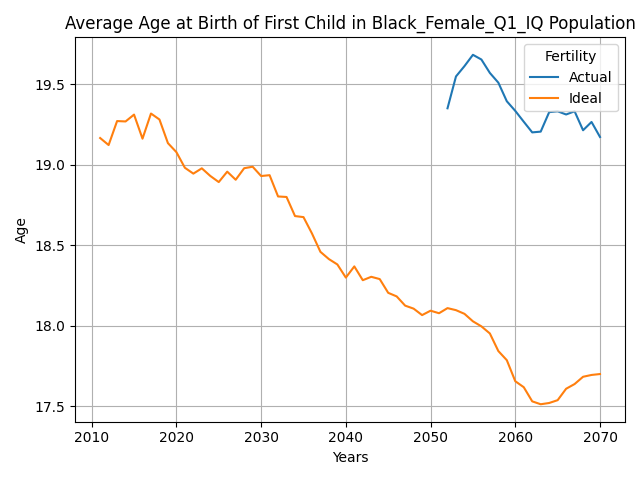 Average Age at Birth of First Child in Black_Female_Q1_IQ Population
Fertility
Actual
Ideal
19.5
19.0
18.5
18.0
17.5
Age
2010 2020 2030 2040 2050 2060 2070
Years